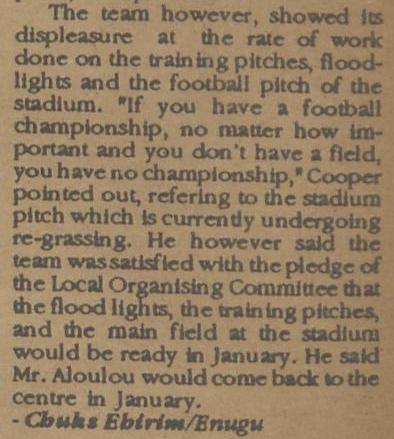 The team however, showed its
displeasure at the rate of work
done on the training pitches, flood-
lights and the football pitch of the
stadium. "If you have a football
championship, no matter how im-
portant and you don't have a field,
you have no championship," Cooper
pointed out, refering to the stadium
pitch which is currently undergoing
re-grassing. He however said the
team was satisfied with the pledge of
the Local Organising Committee that
the flood lights, the training pitches,
and the main field at the stadium
would be ready in January. He said
Mr. Aloulou would come back to the
centre in January.
- Chuks Ebirim/Enugu